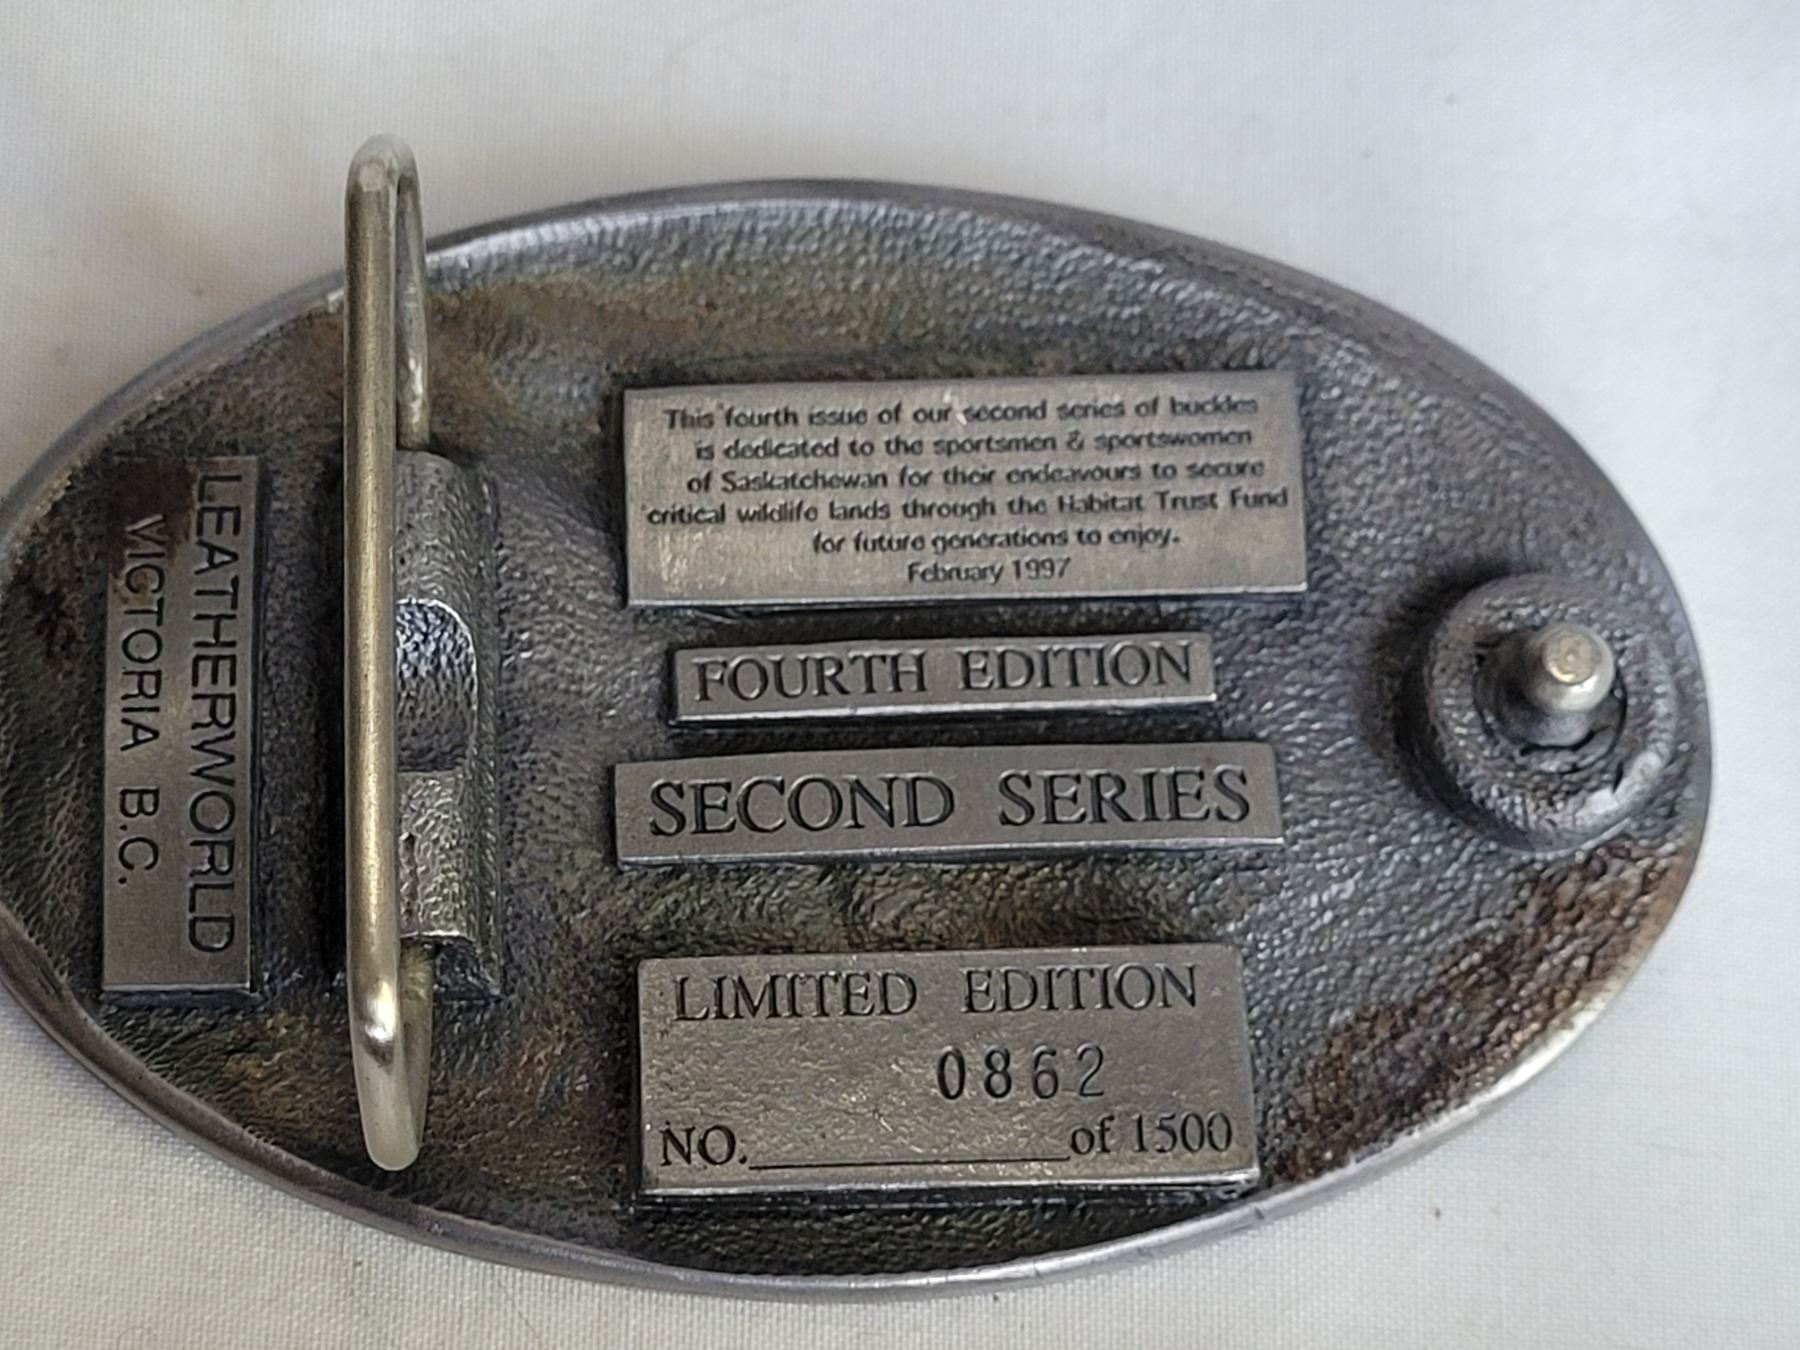 LEATHERWORLD
VICTORIA B.C.
This fourth issue of our second series of buckles
is dedicated to the sportsmen & sportswomen
of Saskatchewan for their endeavours to secure
critical wildlife lands through the Habitat Trust Fund
for future generations to enjoy.
February 1997
FOURTH EDITION
SECOND SERIES
LIMITED EDITION
0862
NO.____________of 1500